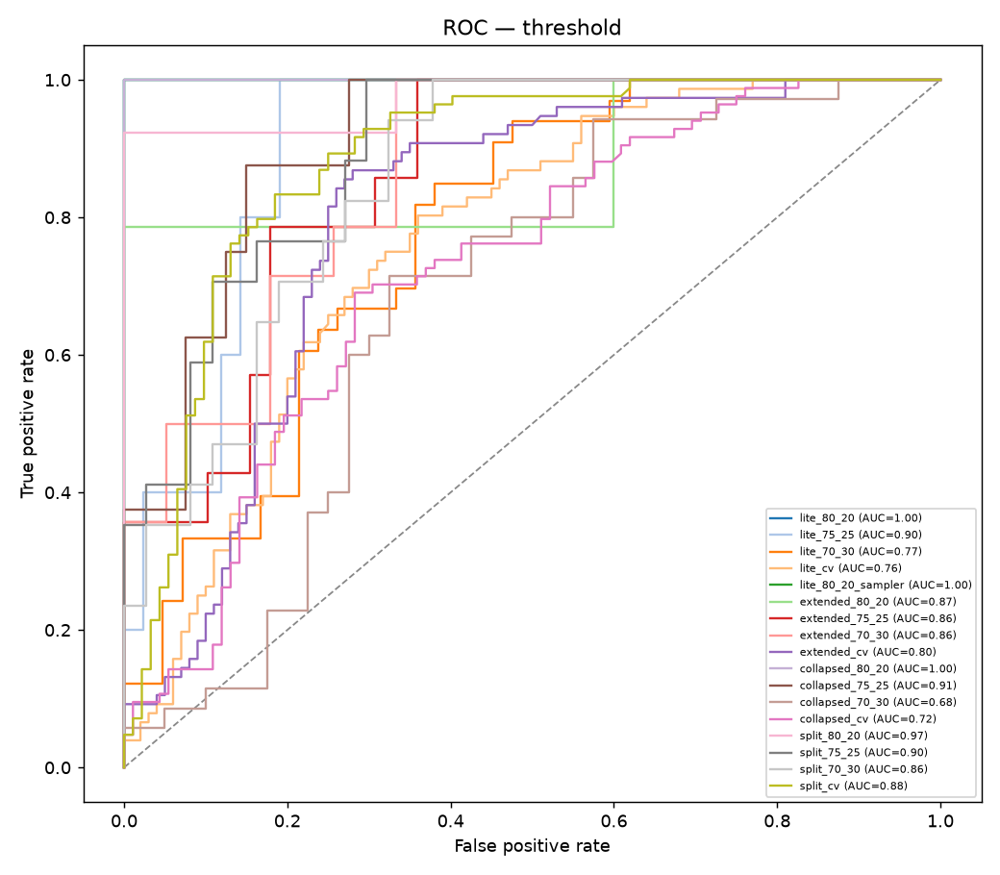 ROC — threshold
1.0
0.8
0.6
0.4
0.2
0.0
True positive rate
0.0 0.2 0.4 0.6 0.8 1.0
False positive rate
lite_80_20 (AUC=1.00)
lite_75_25 (AUC=0.90)
lite_70_30 (AUC=0.77)
lite_cv (AUC=0.76)
lite_80_20_sampler (AUC=1.00)
extended_80_20 (AUC=0.87)
extended_75_25 (AUC=0.86)
extended_70_30 (AUC=0.86)
extended_cv (AUC=0.80)
collapsed_80_20 (AUC=1.00)
collapsed_75_25 (AUC=0.91)
collapsed_70_30 (AUC=0.68)
collapsed_cv (AUC=0.72)
split_80_20 (AUC=0.97)
split_75_25 (AUC=0.90)
split_70_30 (AUC=0.86)
split_cv (AUC=0.88)